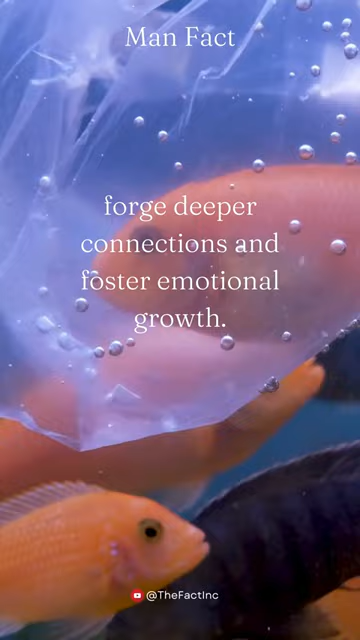 Man Fact
forge deeper
connections and
foster emotional
growth.
@TheFactInc